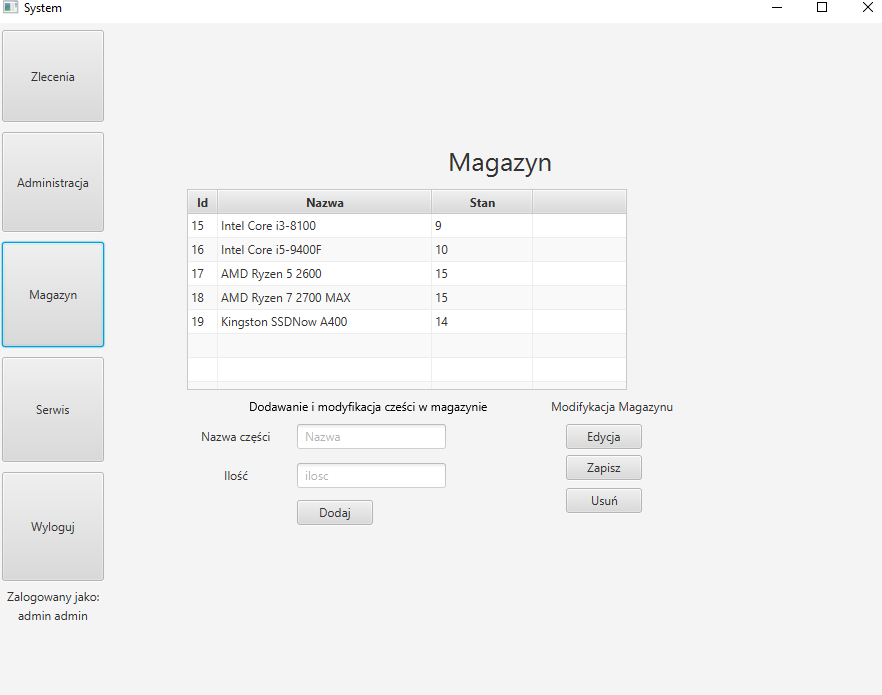 System
Zlecenia
Administracja
Magazyn
Serwis
Wyloguj
Zalogowany jako:
admin admin
Magazyn
Id Nazwa Stan
15 Intel Core i3-8100 9
16 Intel Core i5-9400F 10
17 AMD Ryzen 5 2600 15
18 AMD Ryzen 7 2700 MAX 15
19 Kingston SSDNow A400 14
Dodawanie i modyfikacja cześci w magazynie
Nazwa części Nazwa
Ilość ilosc
Dodaj
Modifykacja Magazynu
Edycja
Zapisz
Usuń